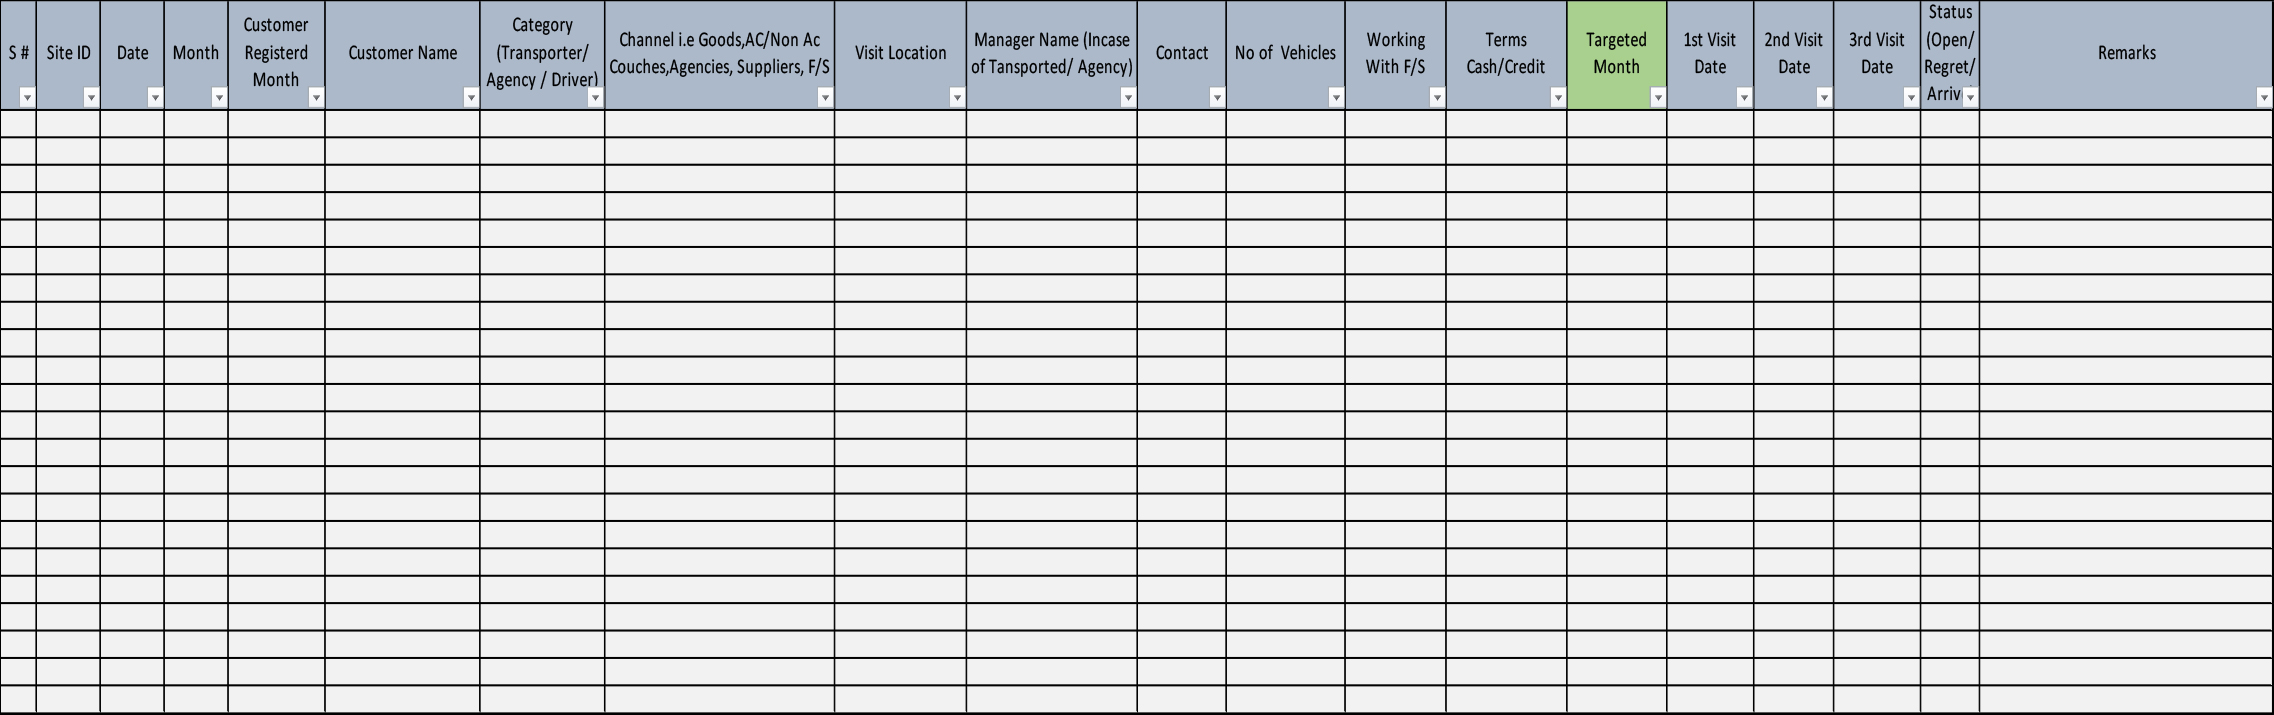 S #
Site ID
Date
Month
Customer
Registerd
Month
Customer Name
Category
(Transporter/
Agency / Driver)
Channel i.e Goods,AC/Non Ac
Couches,Agencies, Suppliers, F/S
Visit Location
Manager Name (Incase
of Tansported/ Agency)
Contact
No of  Vehicles
Working
With F/S
Terms
Cash/Credit
Targeted
Month
1st Visit
Date
2nd Visit
Date
3rd Visit
Date
Status
(Open/
Regret/
Arriv
Remarks